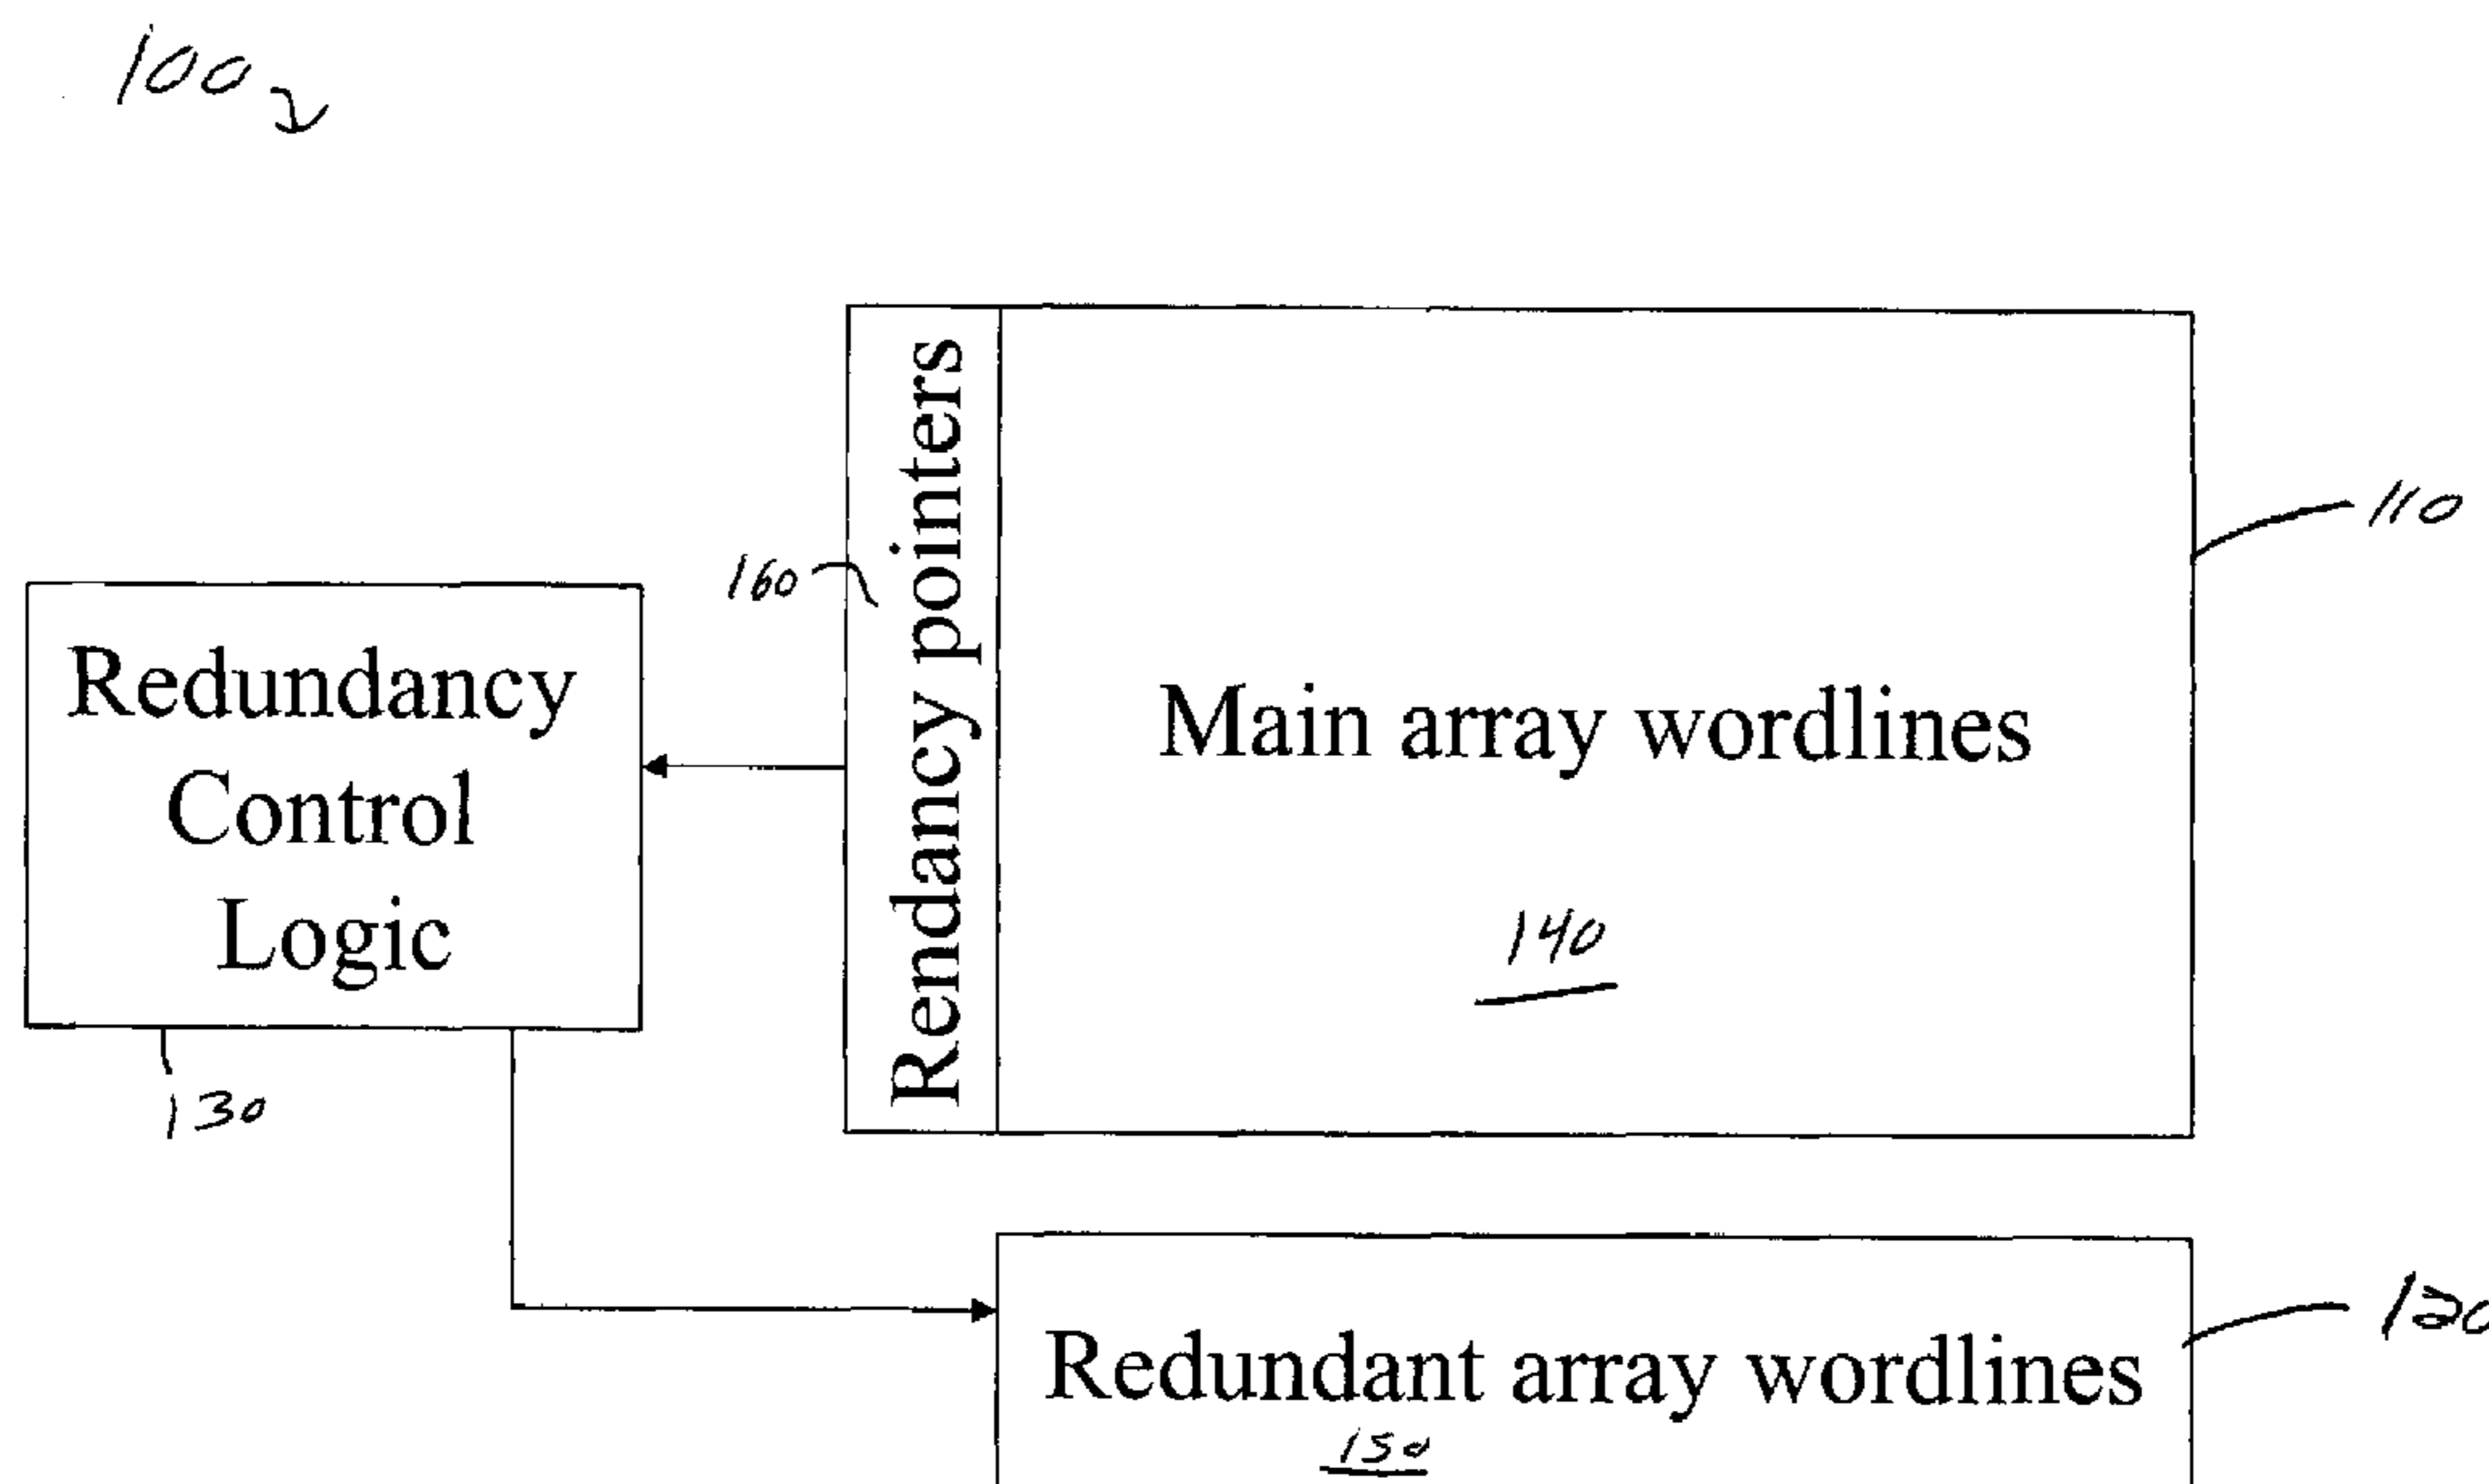 100
Rendancy pointers
110
160
Redundancy
Control
Logic
Main array wordlines
140
130
120
Redundant array wordlines
150